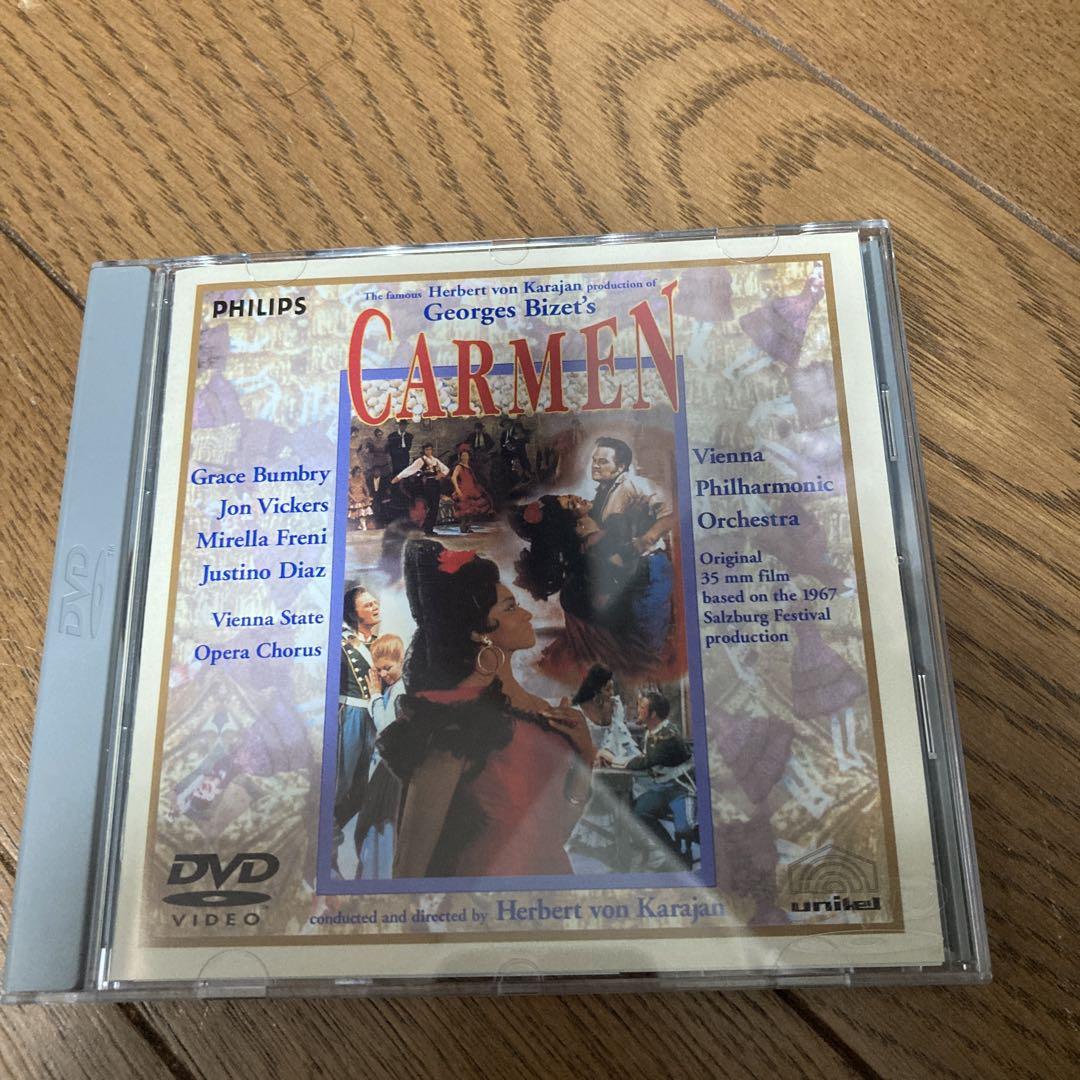 PHILIPS
The famous Herbert von Karajan production of
Georges Bizet's
CARMEN
Grace Bumbry
Jon Vickers
Mirella Freni
Justino Diaz
Vienna State
Opera Chorus
Vienna
Philharmonic
Orchestra
Original
35 mm film
based on the 1967
Salzburg Festival
production
DVD
VIDEO
conducted and directed by Herbert von Karajan
unitel
DVD
TM